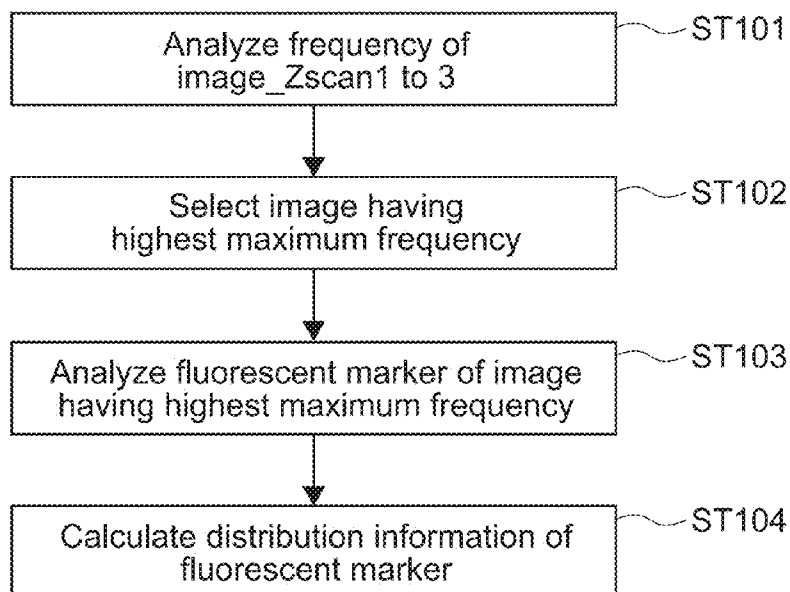 Analyze frequency of
image_Zscan1 to 3
ST101
Select image having
highest maximum frequency
ST102
Analyze fluorescent marker of image
having highest maximum frequency
ST103
Calculate distribution information of
fluorescent marker
ST104